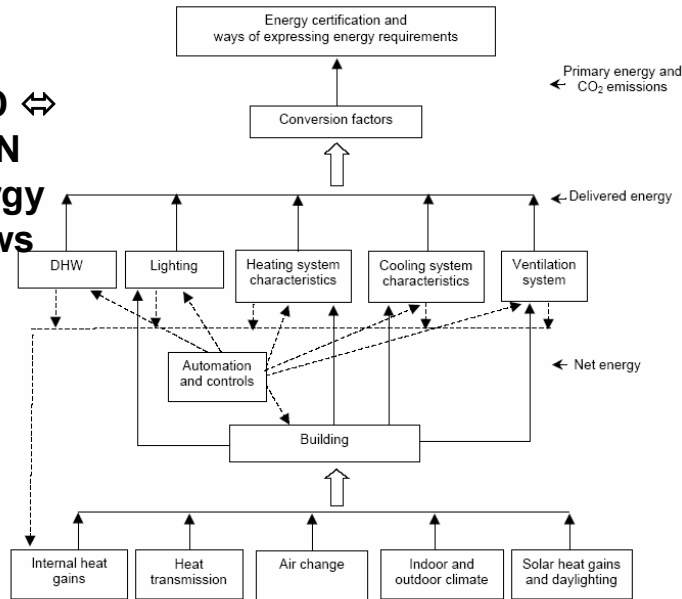 Energy certification and
ways of expressing energy requirements
Primary energy and
CO₂ emissions
⇔
N
Conversion factors
Delivered energy
DHW
Lighting
Heating system
characteristics
Cooling system
characteristics
Ventilation
system
Automation
and controls
Net energy
Building
Internal heat
gains
Heat
transmission
Air change
Indoor and
outdoor climate
Solar heat gains
and daylighting